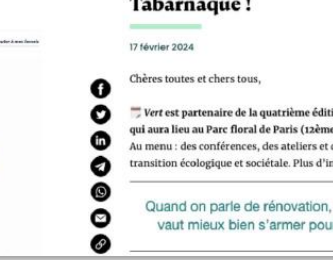 Tabarnaque !
17 février 2024
Chères toutes et chers tous,
Vert est partenaire de la quatrième éditi
qui aura lieu au Parc floral de Paris (12ème
Au menu : des conférences, des ateliers et
transition écologique et sociétale. Plus d'in
Quand on parle de rénovation,
vaut mieux bien s'armer pou